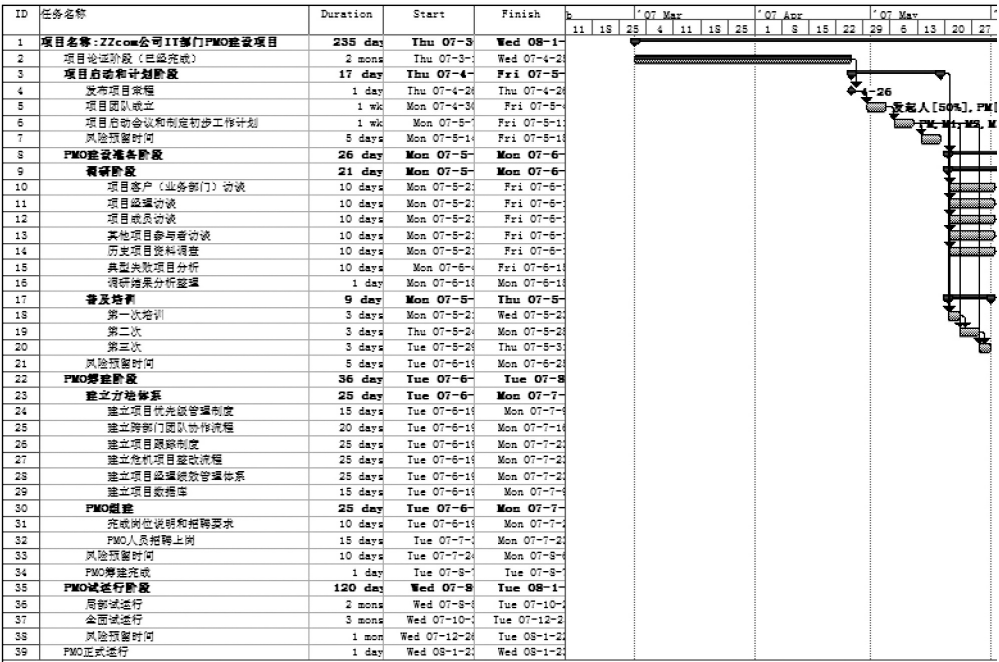 ID 任务名称 Duration Start Finish b '07 Mar '07 Apr '07 May
11 18 25 4 11 18 25 1 8 15 22 29 6 13 20 27
1 项目名称:ZZcom公司IT部门PMO建设项目 235 day Thu 07-3 Wed 08-1-
2 项目论证阶段（已经完成） 2 mons Thu 07-3- Wed 07-4-2
3 项目启动和计划阶段 17 day Thu 07-4- Fri 07-5-
4 发布项目章程 1 day Thu 07-4-26 Thu 07-4-26 4-26
5 项目团队成立 1 wk Mon 07-4-30 Fri 07-5- 发起人[50%],PM[
6 项目启动会议和制定初步工作计划 1 wk Mon 07-5- Fri 07-5-11 PM,M1,M2,M
7 风险预留时间 5 days Mon 07-5-14 Fri 07-5-18
8 PMO建设准备阶段 26 day Mon 07-5- Mon 07-6-
9 调研阶段 21 day Mon 07-5- Mon 07-6-
10 项目客户（业务部门）访谈 10 days Mon 07-5-2 Fri 07-6-
11 项目经理访谈 10 days Mon 07-5-2 Fri 07-6-
12 项目成员访谈 10 days Mon 07-5-2 Fri 07-6-
13 其他项目参与者访谈 10 days Mon 07-5-2 Fri 07-6-
14 历史项目资料调查 10 days Mon 07-5-2 Fri 07-6-
15 典型失败项目分析 10 days Mon 07-6- Fri 07-6-1
16 调研结果分析整理 1 day Mon 07-6-18 Mon 07-6-18
17 普及培训 9 day Mon 07-5- Thu 07-5-
18 第一次培训 3 days Mon 07-5-2 Wed 07-5-2
19 第二次 3 days Thu 07-5-24 Mon 07-5-28
20 第三次 3 days Tue 07-5-29 Thu 07-5-3
21 风险预留时间 5 days Tue 07-6-19 Mon 07-6-2
22 PMO筹建阶段 36 day Tue 07-6- Tue 07-8
23 建立方法体系 25 day Tue 07-6- Mon 07-7-
24 建立项目优先级管理制度 15 days Tue 07-6-19 Mon 07-7-9
25 建立跨部门团队协作流程 20 days Tue 07-6-19 Mon 07-7-16
26 建立项目跟踪制度 25 days Tue 07-6-19 Mon 07-7-2
27 建立危机项目整改流程 25 days Tue 07-6-19 Mon 07-7-2
28 建立项目经理绩效管理体系 25 days Tue 07-6-19 Mon 07-7-2
29 建立项目数据库 15 days Tue 07-6-19 Mon 07-7-9
30 PMO组建 25 day Tue 07-6- Mon 07-7-
31 完成岗位说明和招聘要求 10 days Tue 07-6-19 Mon 07-7-2
32 PMO人员招聘上岗 15 days Tue 07-7- Mon 07-7-2
33 风险预留时间 10 days Tue 07-7-24 Mon 07-8-6
34 PMO筹建完成 1 day Tue 07-8-7 Tue 07-8-7
35 PMO试运行阶段 120 day Wed 07-8 Tue 08-1-
36 局部试运行 2 mons Wed 07-8-8 Tue 07-10-2
37 全面试运行 3 mons Wed 07-10- Tue 07-12-2
38 风险预留时间 1 mon Wed 07-12-26 Tue 08-1-22
39 PMO正式运行 1 day Wed 08-1-2 Wed 08-1-2